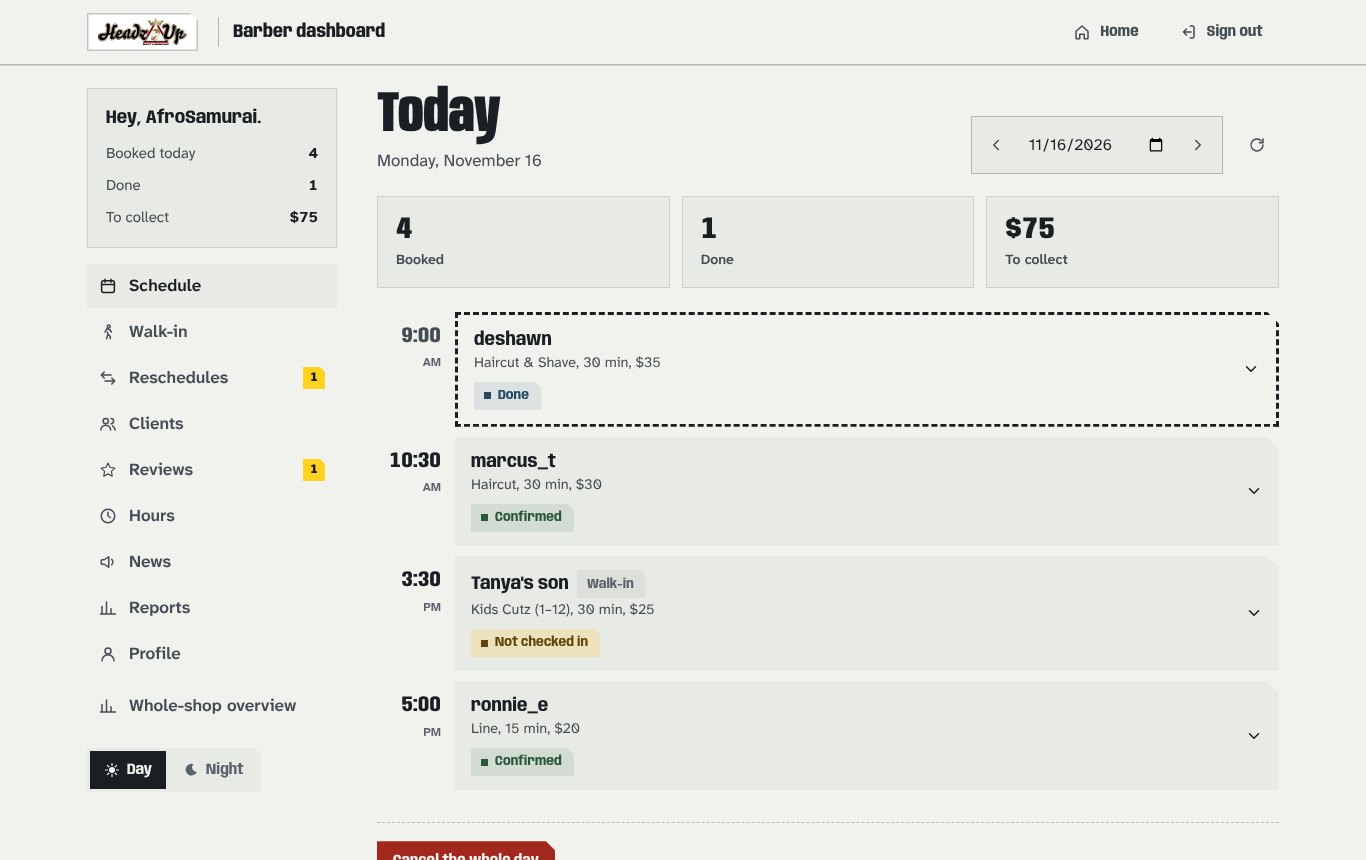 Headz Up
Barber dashboard
Home
Sign out
Hey, AfroSamurai.
Booked today 4
Done 1
To collect $75
Schedule
Walk-in
Reschedules 1
Clients
Reviews 1
Hours
News
Reports
Profile
Whole-shop overview
Day
Night
Today
Monday, November 16
11/16/2026
4
Booked
1
Done
$75
To collect
9:00
AM
deshawn
Haircut & Shave, 30 min, $35
Done
10:30
AM
marcus_t
Haircut, 30 min, $30
Confirmed
3:30
PM
Tanya's son Walk-in
Kids Cutz (1–12), 30 min, $25
Not checked in
5:00
PM
ronnie_e
Line, 15 min, $20
Confirmed
Cancel the whole day